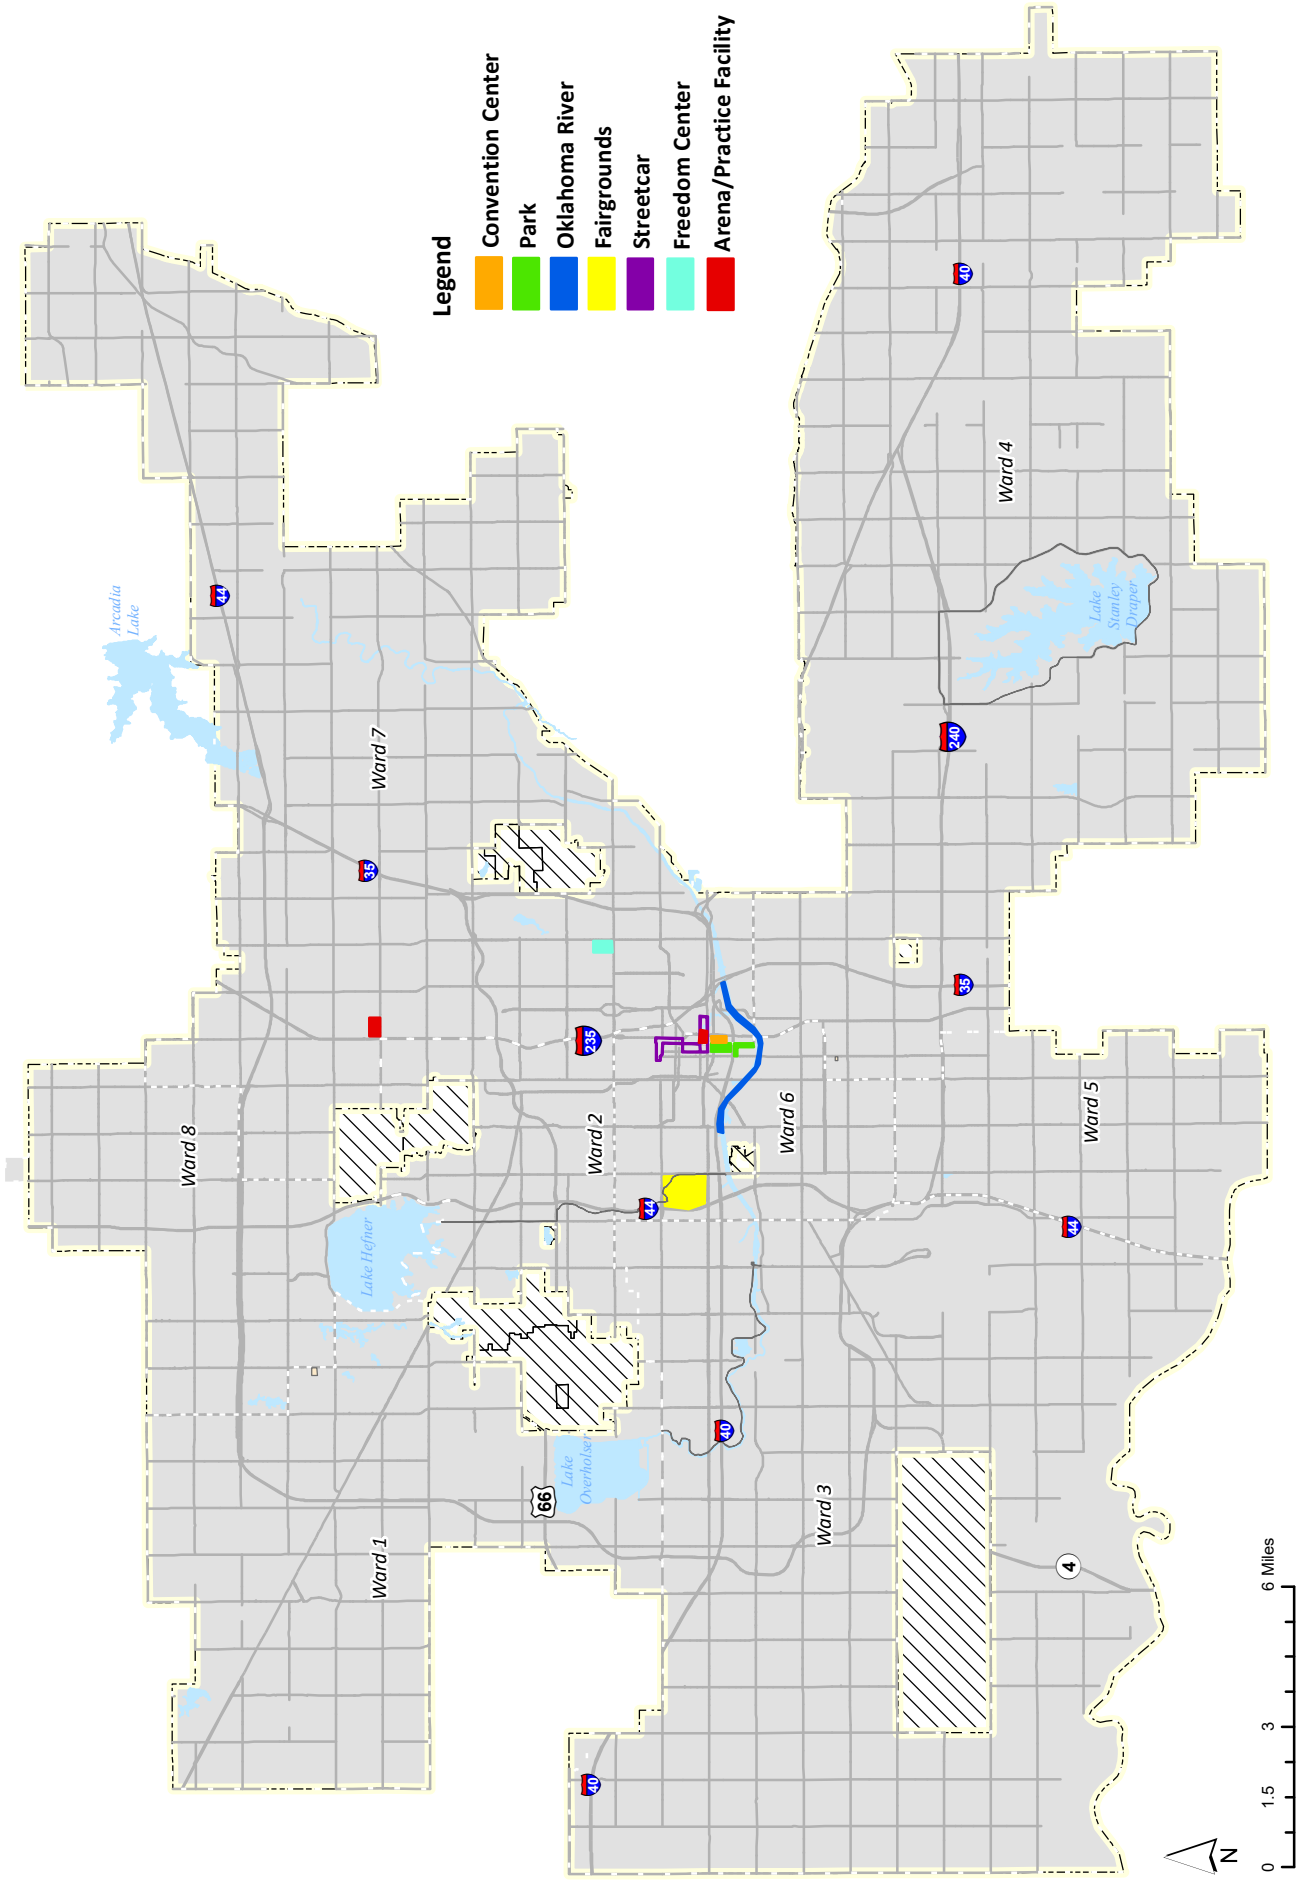 Legend
Convention Center
Park
Oklahoma River
Fairgrounds
Streetcar
Freedom Center
Arena/Practice Facility
Arcadia
Lake
44
Ward 7
35
Ward 8
Lake Hefner
235
Ward 2
44
Ward 1
66
Lake
Overholser
40
40
Ward 6
Ward 3
40
Ward 4
Lake
Stanley
Draper
240
35
Ward 5
44
4
N
0 1.5 3 6 Miles